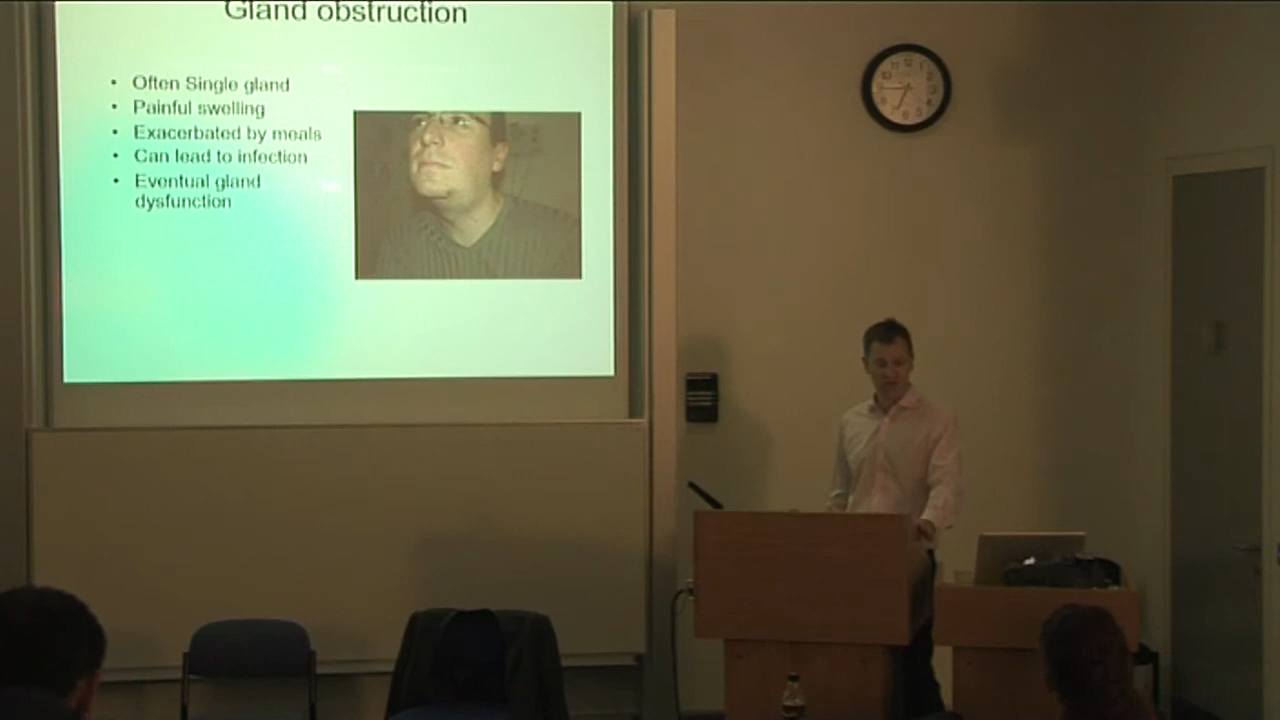 Gland obstruction
• Often Single gland
• Painful swelling
• Exacerbated by meals
• Can lead to infection
• Eventual gland
dysfunction